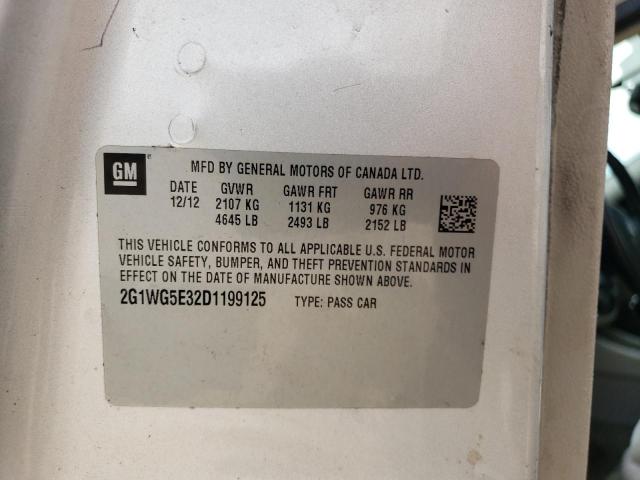 GM
MFD BY GENERAL MOTORS OF CANADA LTD.
DATE GVWR GAWR FRT GAWR RR
12/12 2107 KG 1131 KG 976 KG
4645 LB 2493 LB 2152 LB
THIS VEHICLE CONFORMS TO ALL APPLICABLE U.S. FEDERAL MOTOR
VEHICLE SAFETY, BUMPER, AND THEFT PREVENTION STANDARDS IN
EFFECT ON THE DATE OF MANUFACTURE SHOWN ABOVE.
2G1WG5E32D1199125 TYPE: PASS CAR